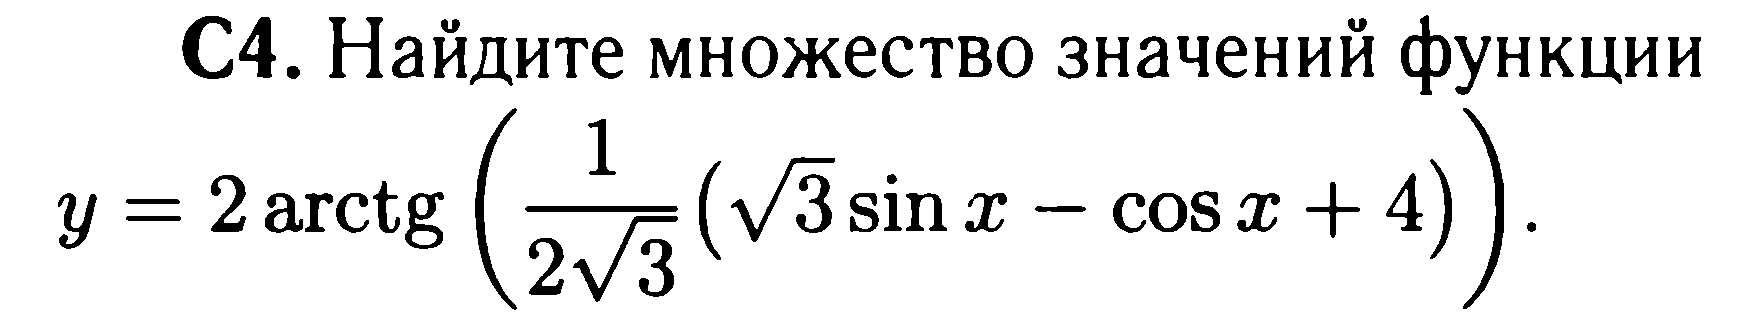 С4. Найдите множество значений функции
y = 2 arctg ( 1/(2√3) (√3 sin x − cos x + 4) ).